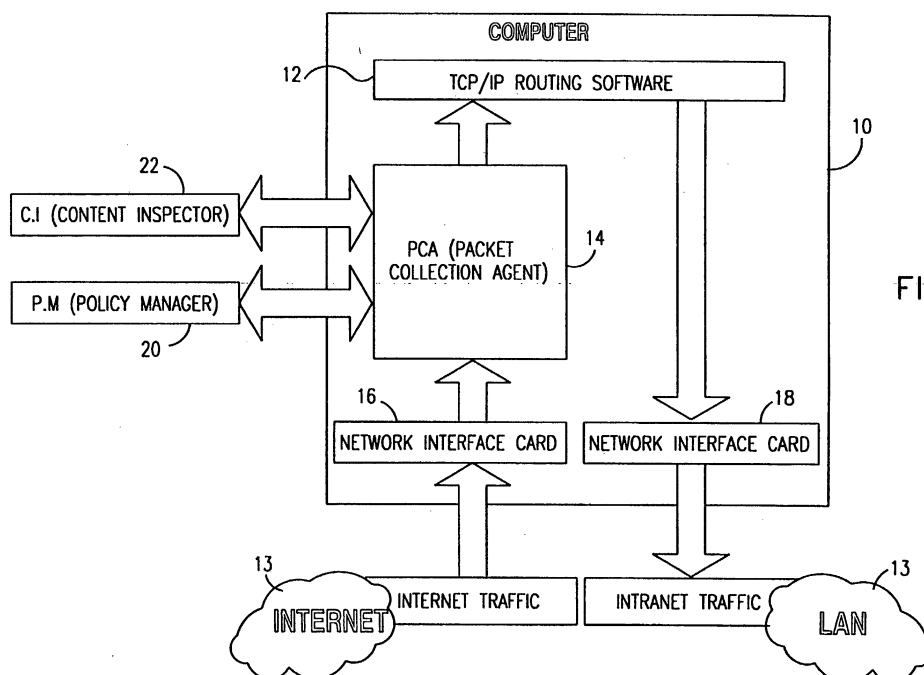 COMPUTER
12
TCP/IP ROUTING SOFTWARE
10
22
C.I (CONTENT INSPECTOR)
14
PCA (PACKET
COLLECTION AGENT)
P.M (POLICY MANAGER)
20
FI
16
18
NETWORK INTERFACE CARD
NETWORK INTERFACE CARD
13
13
INTERNET TRAFFIC
INTRANET TRAFFIC
INTERNET
LAN